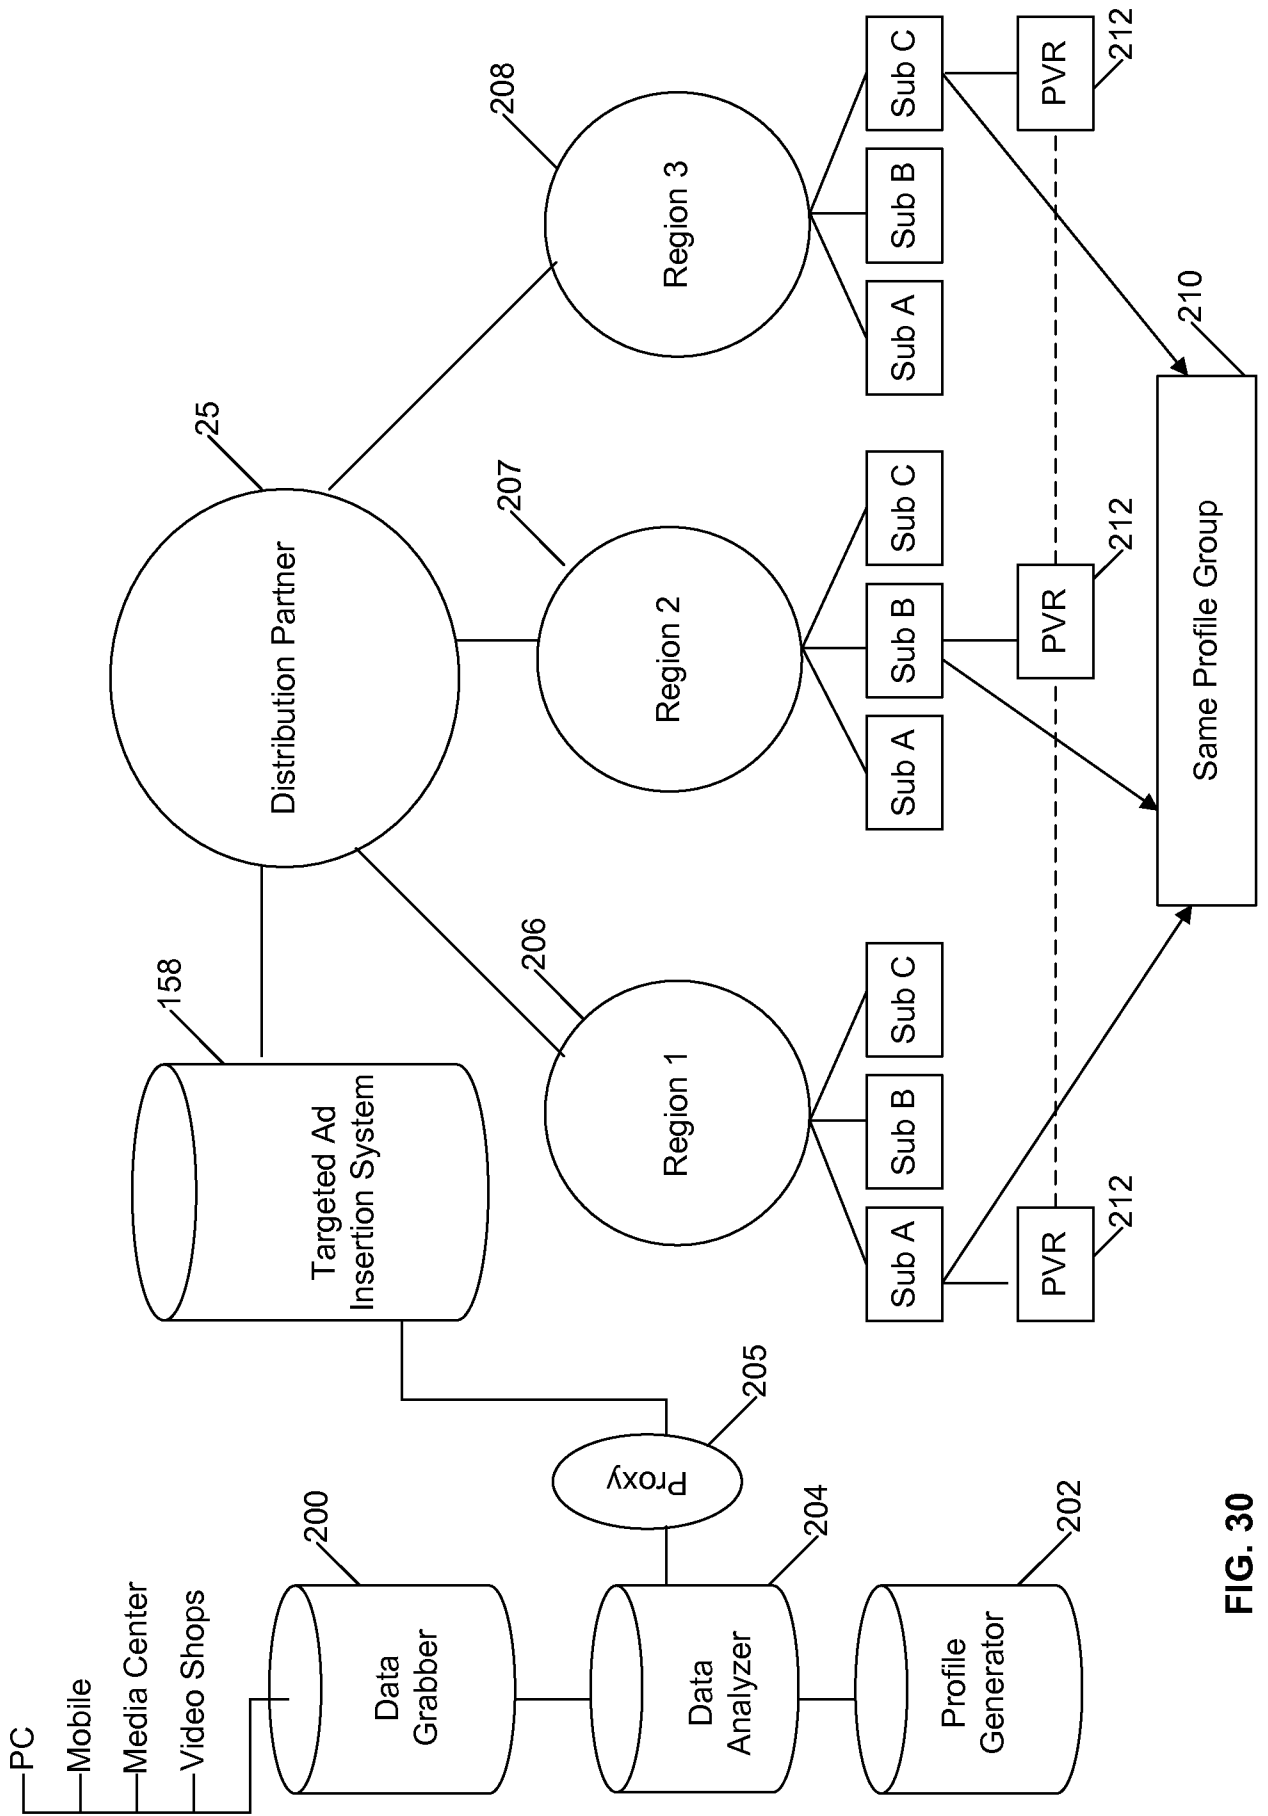 PC
Mobile
Media Center
Video Shops
200
Data
Grabber
204
Data
Analyzer
202
Profile
Generator
Proxy
205
158
Targeted Ad
Insertion System
25
Distribution Partner
206
Region 1
207
Region 2
208
Region 3
Sub A
Sub B
Sub C
Sub A
Sub B
Sub C
Sub A
Sub B
Sub C
PVR
212
PVR
212
PVR
212
210
Same Profile Group
FIG. 30